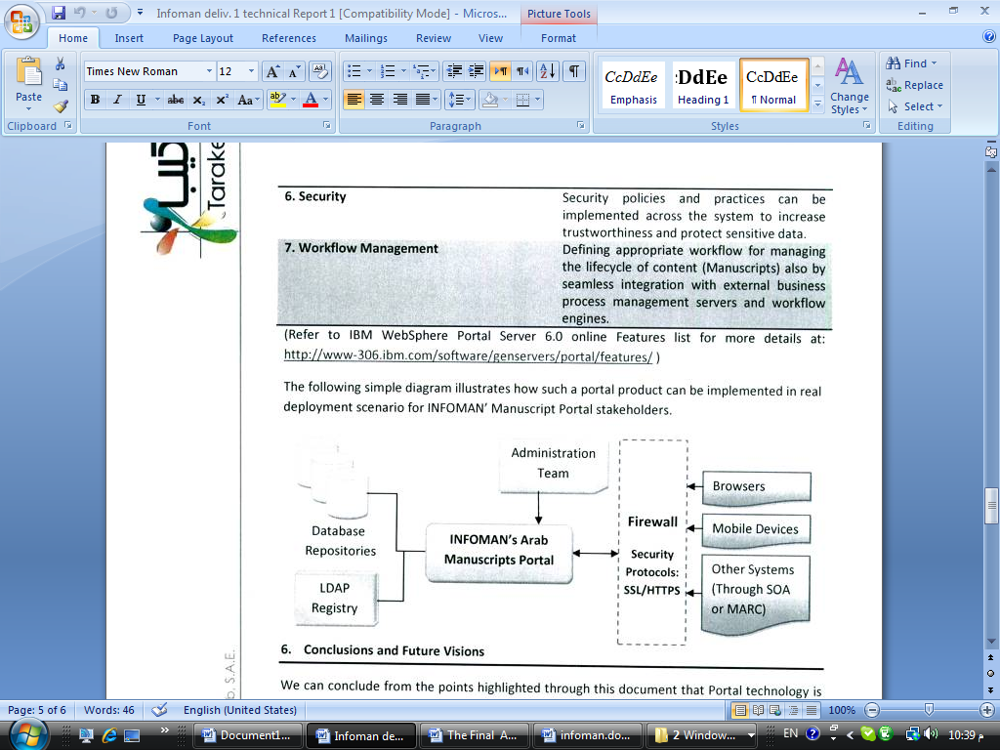 Infoman deliv. 1 technical Report 1 [Compatibility Mode] - Micros...
Picture Tools
Home
Insert
Page Layout
References
Mailings
Review
View
Format
Paste
Clipboard
Times New Roman
12
Font
Paragraph
CcDdEe
Emphasis
:DdEe
Heading 1
CcDdEe
¶ Normal
Change
Styles
Styles
Find
Replace
Select
Editing
Tarake
6. Security
Security policies and practices can be
implemented across the system to increase
trustworthiness and protect sensitive data.
7. Workflow Management
Defining appropriate workflow for managing
the lifecycle of content (Manuscripts) also by
seamless integration with external business
process management servers and workflow
engines.
(Refer to IBM WebSphere Portal Server 6.0 online Features list for more details at:
http://www-306.ibm.com/software/genservers/portal/features/ )
The following simple diagram illustrates how such a portal product can be implemented in real
deployment scenario for INFOMAN' Manuscript Portal stakeholders.
Database
Repositories
LDAP
Registry
Administration
Team
INFOMAN's Arab
Manuscripts Portal
Firewall
Security
Protocols:
SSL/HTTPS
Browsers
Mobile Devices
Other Systems
(Through SOA
or MARC)
6. Conclusions and Future Visions
We can conclude from the points highlighted through this document that Portal technology is
S.A.E.
Page: 5 of 6
Words: 46
English (United States)
100%
Document1...
Infoman de...
The Final A...
infoman.do...
2 Window...
EN
10:39 م